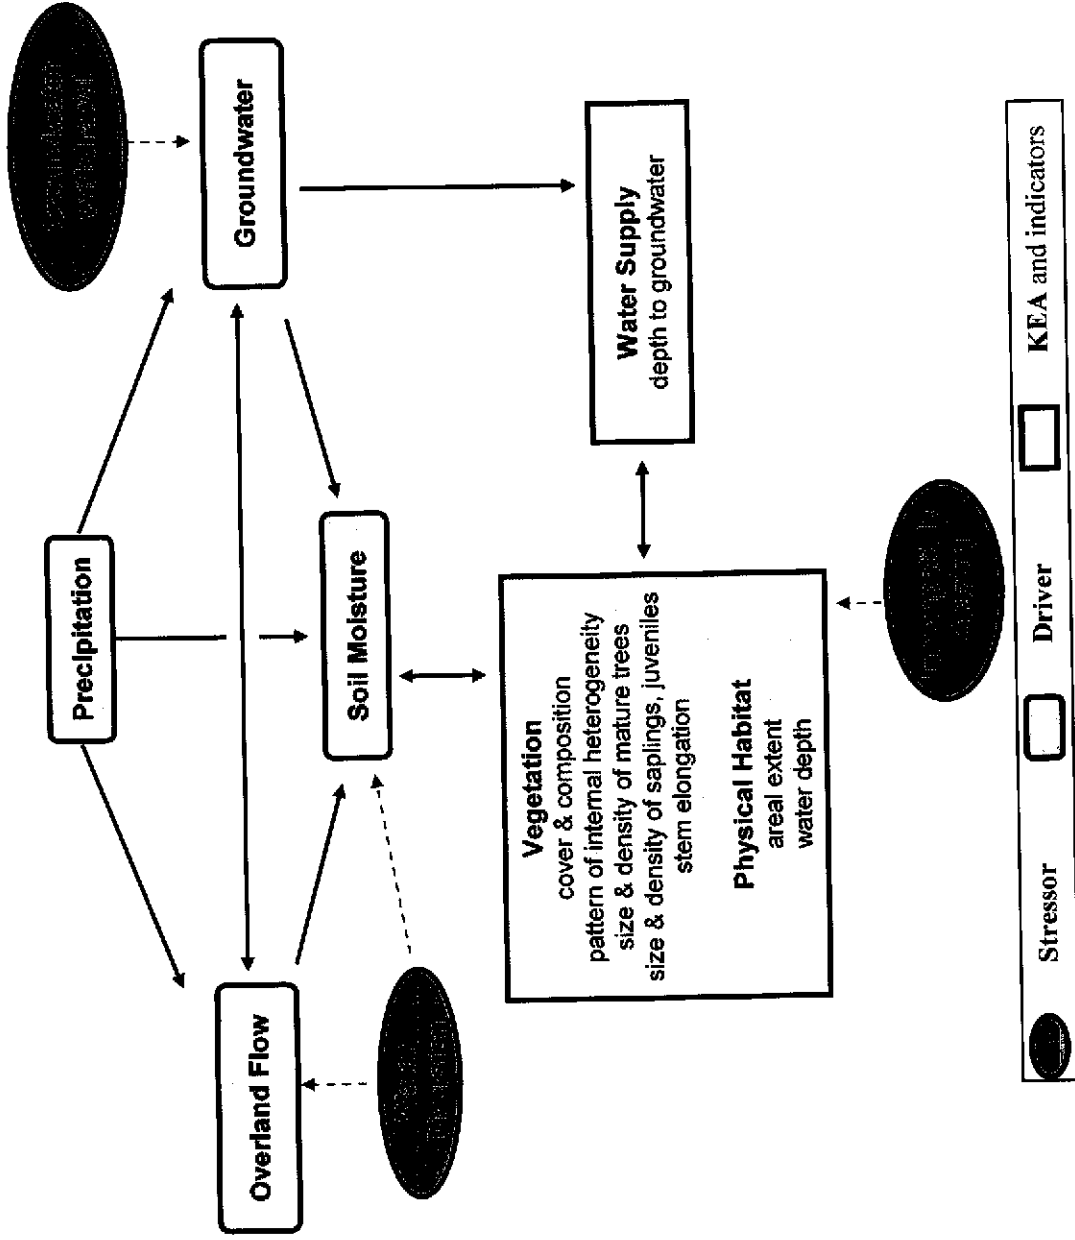 Precipitation
Overland Flow
Groundwater
Soil Moisture
Vegetation
cover & composition
pattern of internal heterogeneity
size & density of mature trees
size & density of saplings, juveniles
stem elongation
Physical Habitat
areal extent
water depth
Water Supply
depth to groundwater
Stressor
Driver
KEA and indicators